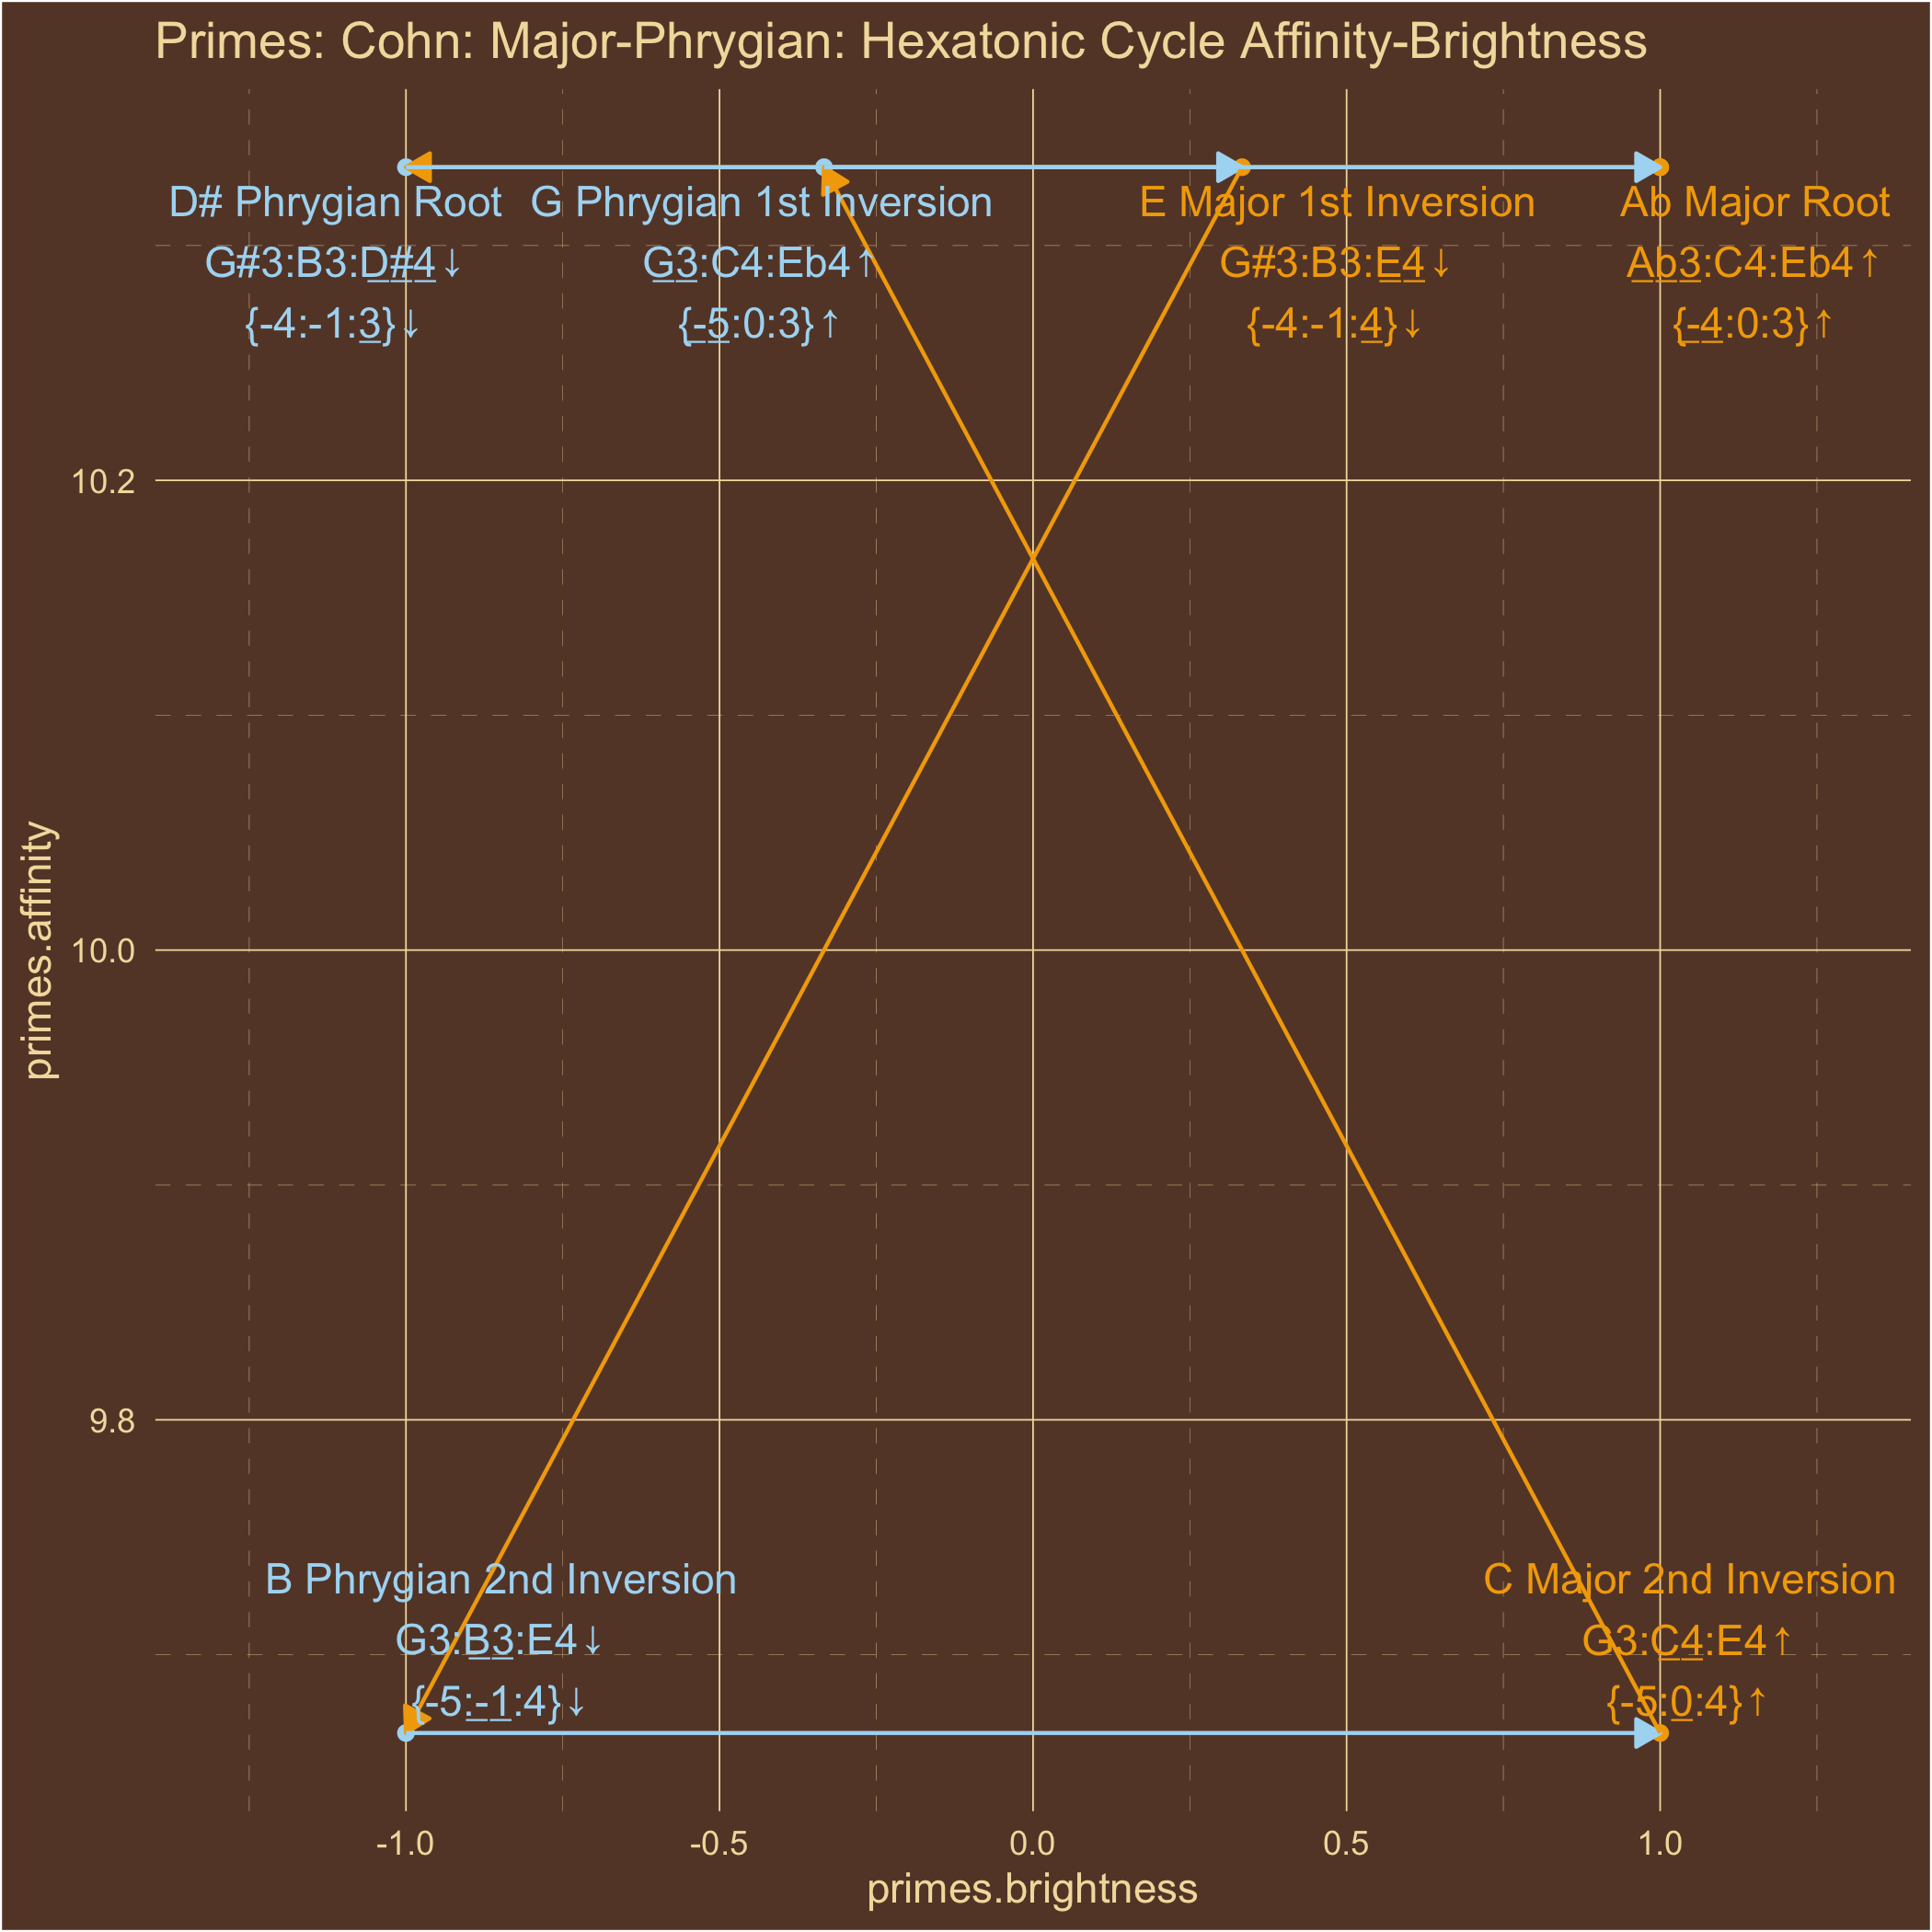 Primes: Cohn: Major-Phrygian: Hexatonic Cycle Affinity-Brightness
D# Phrygian Root
G#3:B3:D#4↓
{-4:-1:3}↓
G Phrygian 1st Inversion
G3:C4:Eb4↑
{-5:0:3}↑
E Major 1st Inversion
G#3:B3:E4↓
{-4:-1:4}↓
Ab Major Root
Ab3:C4:Eb4↑
{-4:0:3}↑
10.2
10.0
9.8
primes.affinity
B Phrygian 2nd Inversion
G3:B3:E4↓
{-5:-1:4}↓
C Major 2nd Inversion
G3:C4:E4↑
{-5:0:4}↑
-1.0
-0.5
0.0
0.5
1.0
primes.brightness